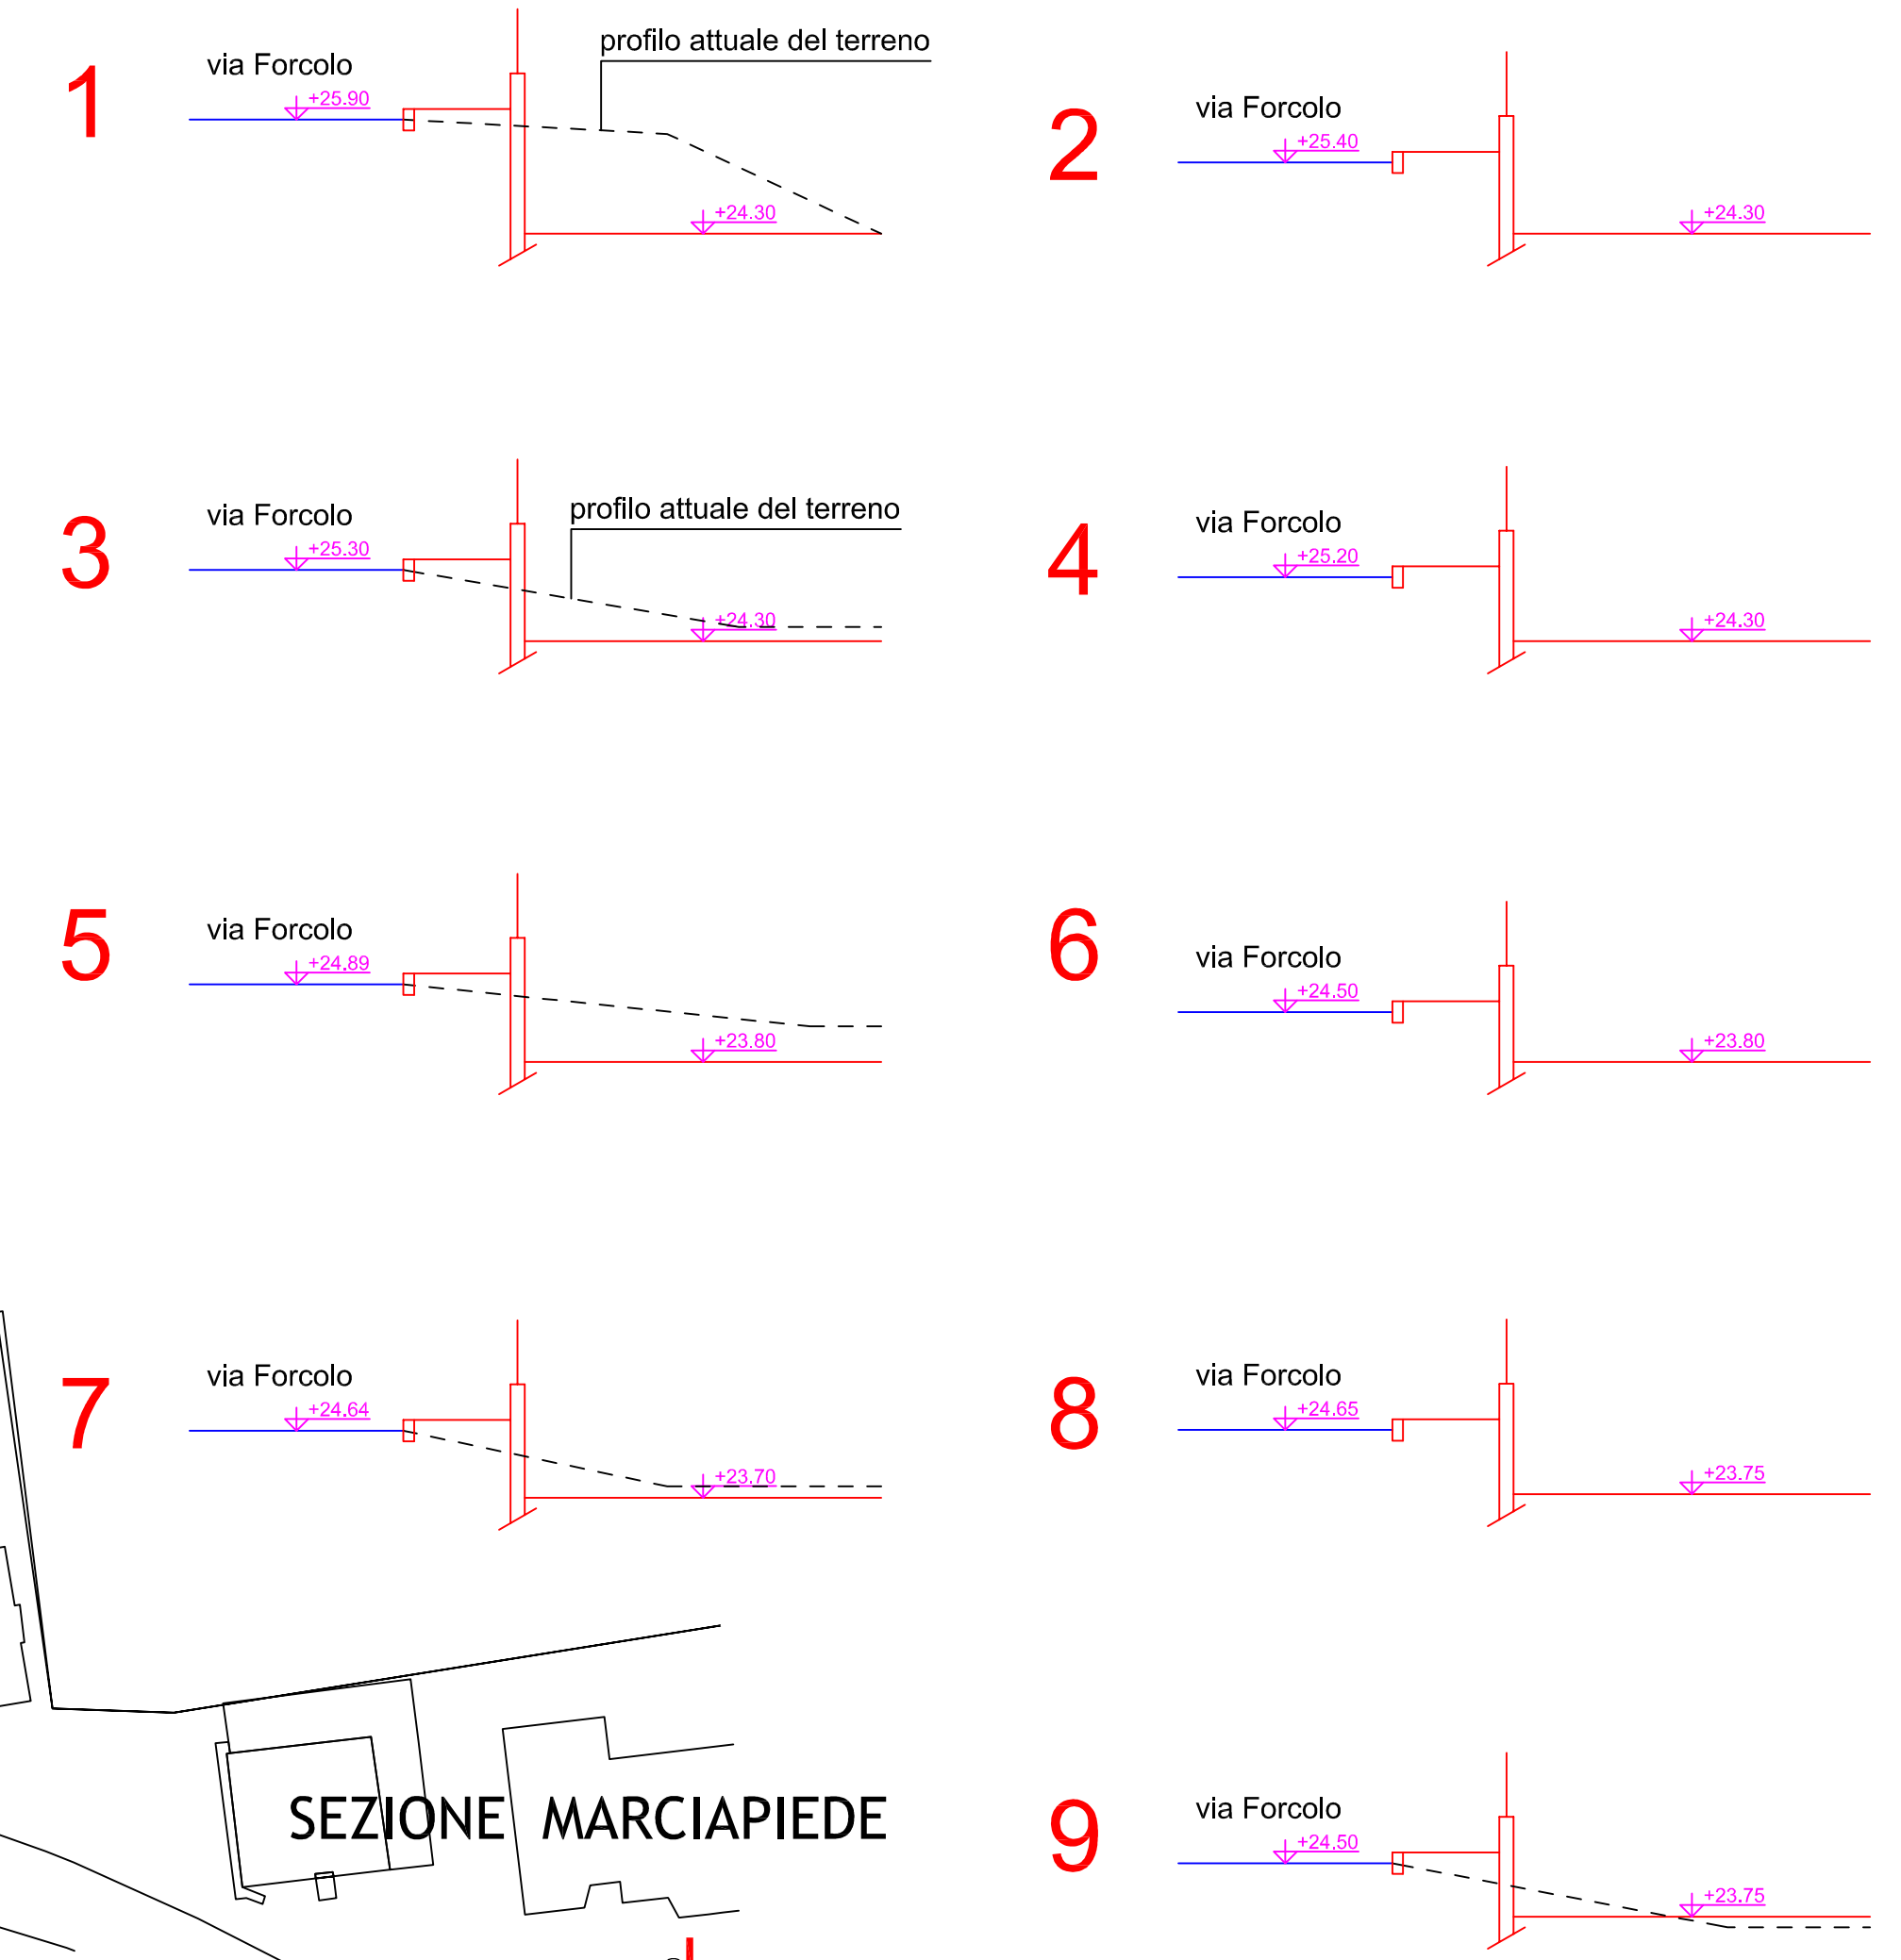 1
via Forcolo
+25.90
profilo attuale del terreno
+24.30
2
via Forcolo
+25.40
+24.30
3
via Forcolo
+25.30
profilo attuale del terreno
+24.30
4
via Forcolo
+25.20
+24.30
5
via Forcolo
+24.89
+23.80
6
via Forcolo
+24.50
+23.80
7
via Forcolo
+24.64
+23.70
8
via Forcolo
+24.65
+23.75
SEZIONE MARCIAPIEDE
9
via Forcolo
+24.50
+23.75